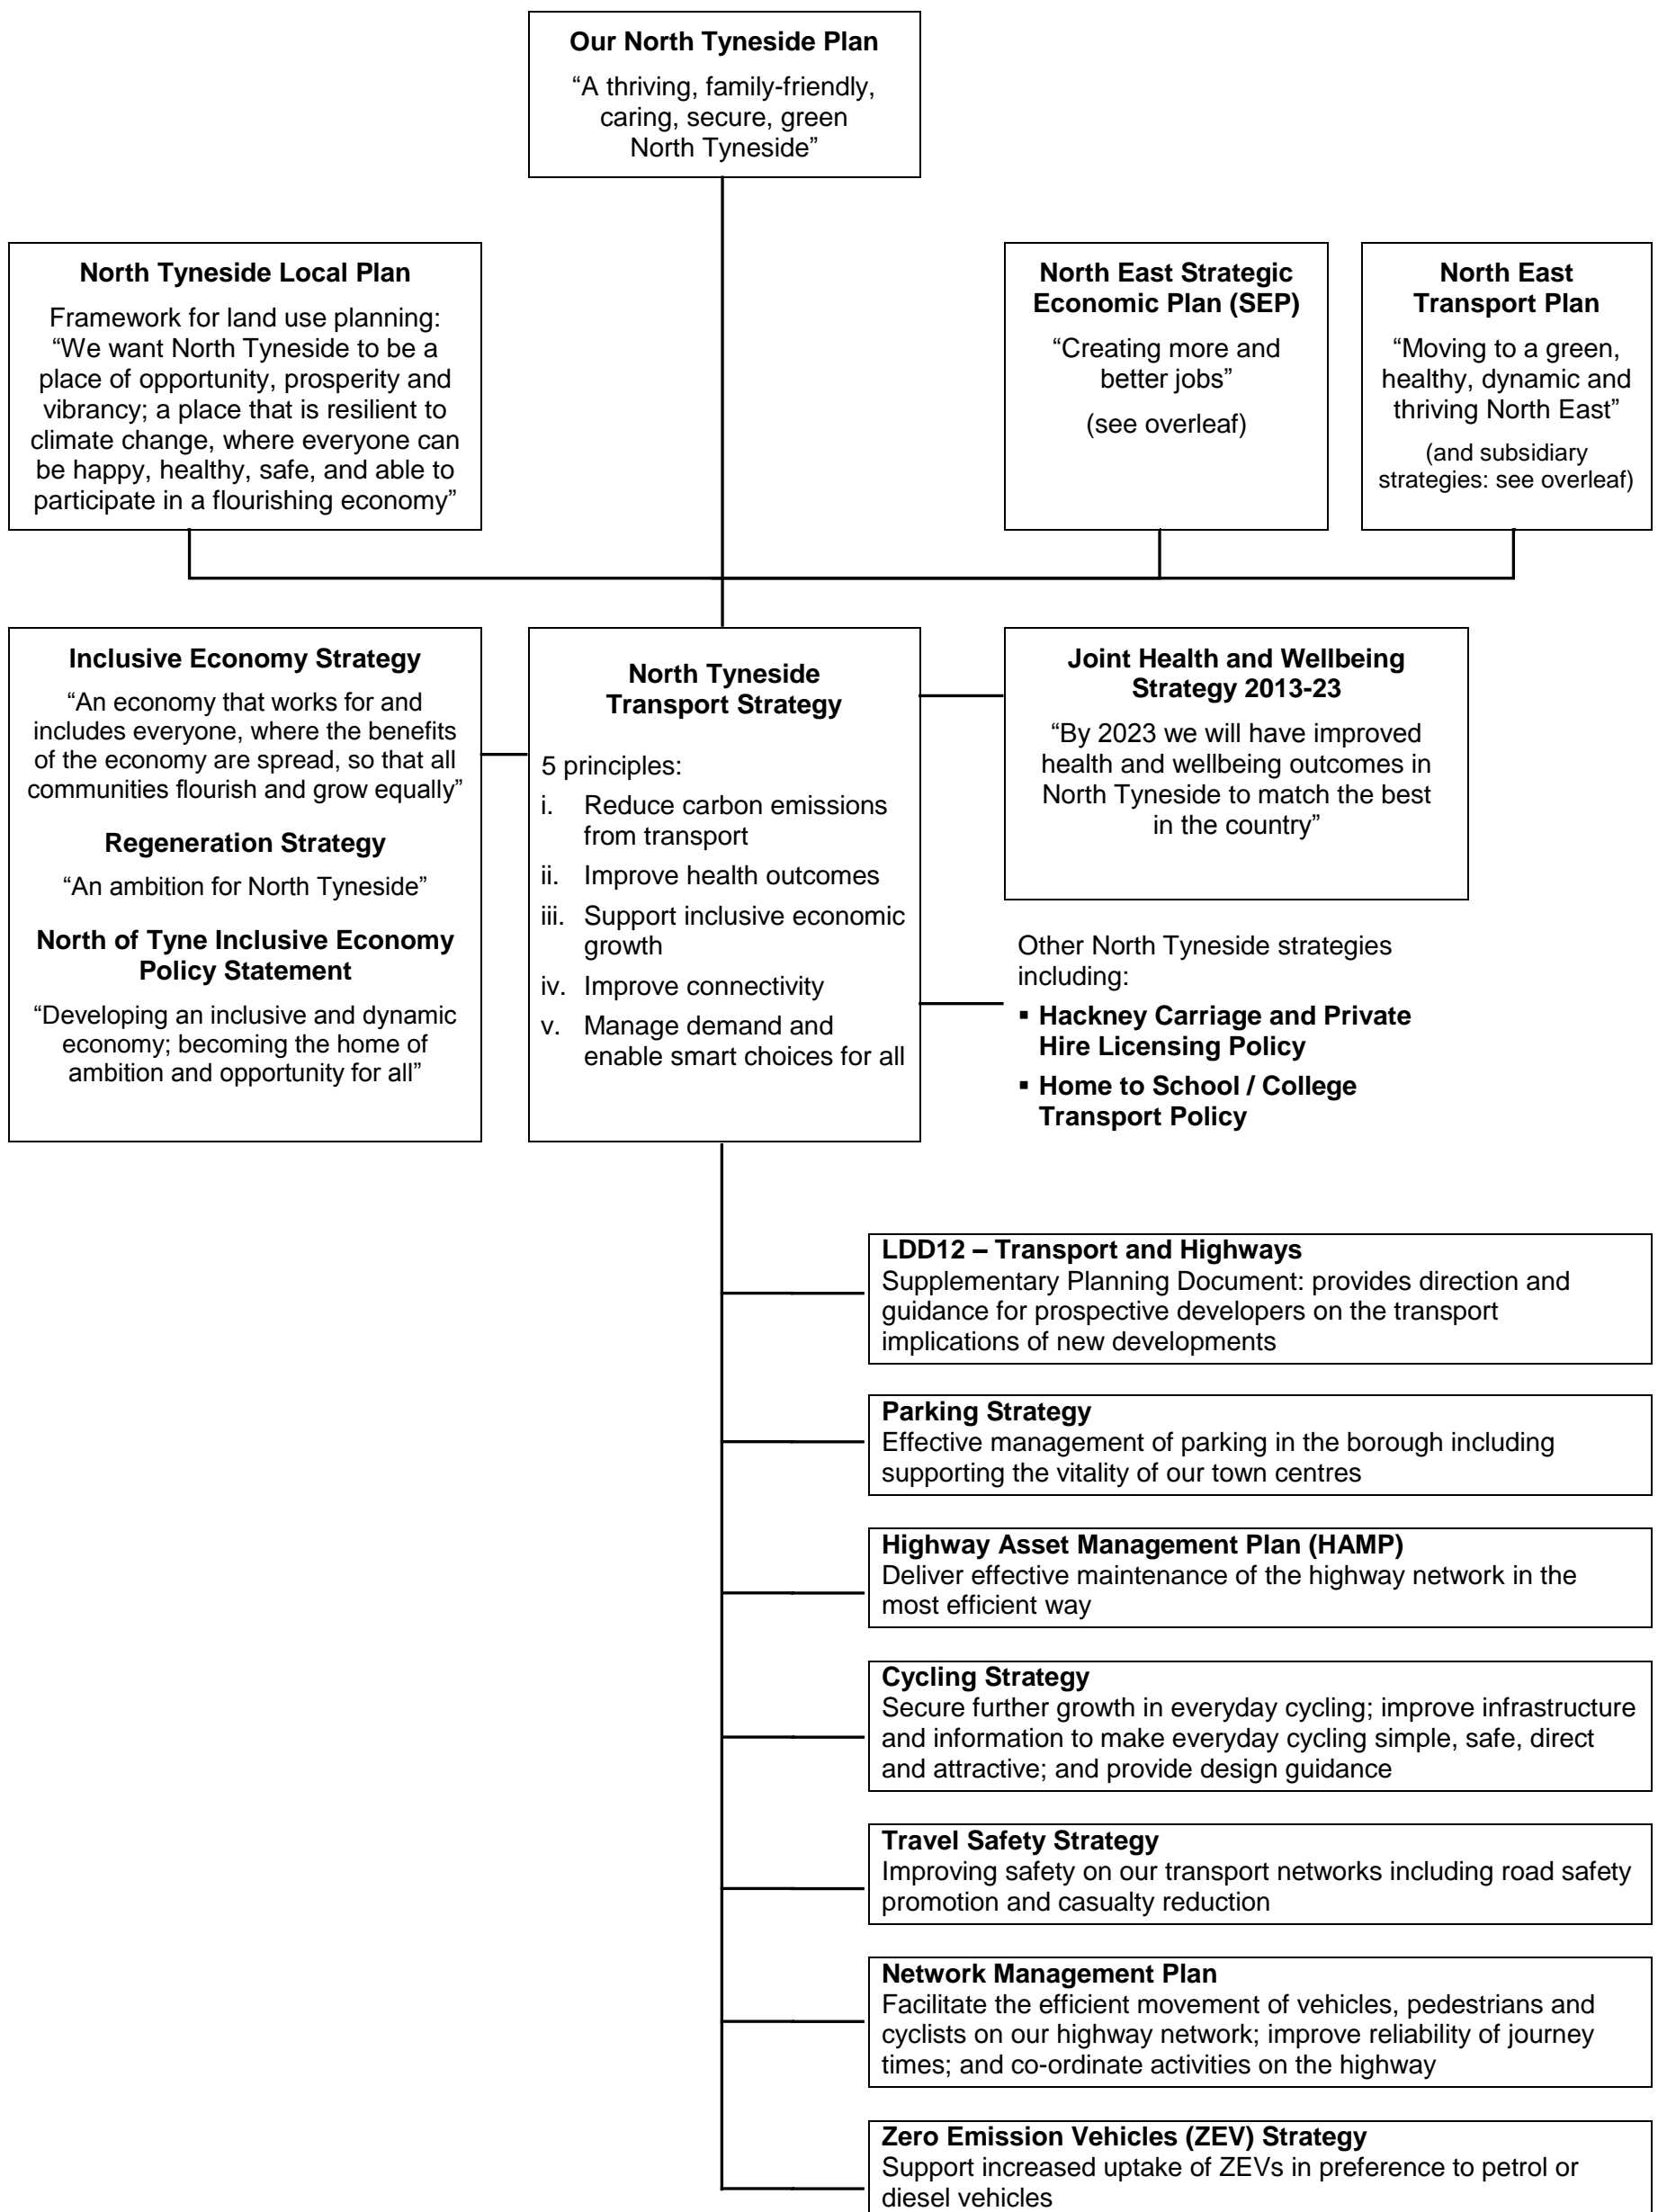 Our North Tyneside Plan
“A thriving, family-friendly,
caring, secure, green
North Tyneside”
North Tyneside Local Plan
Framework for land use planning:
“We want North Tyneside to be a
place of opportunity, prosperity and
vibrancy; a place that is resilient to
climate change, where everyone can
be happy, healthy, safe, and able to
participate in a flourishing economy”
North East Strategic
Economic Plan (SEP)
“Creating more and
better jobs”
(see overleaf)
North East
Transport Plan
“Moving to a green,
healthy, dynamic and
thriving North East”
(and subsidiary
strategies: see overleaf)
Inclusive Economy Strategy
“An economy that works for and
includes everyone, where the benefits
of the economy are spread, so that all
communities flourish and grow equally”
Regeneration Strategy
“An ambition for North Tyneside”
North of Tyne Inclusive Economy
Policy Statement
“Developing an inclusive and dynamic
economy; becoming the home of
ambition and opportunity for all”
North Tyneside
Transport Strategy
5 principles:
i. Reduce carbon emissions
from transport
ii. Improve health outcomes
iii. Support inclusive economic
growth
iv. Improve connectivity
v. Manage demand and
enable smart choices for all
Joint Health and Wellbeing
Strategy 2013-23
“By 2023 we will have improved
health and wellbeing outcomes in
North Tyneside to match the best
in the country”
Other North Tyneside strategies
including:
▪ Hackney Carriage and Private
Hire Licensing Policy
▪ Home to School / College
Transport Policy
LDD12 – Transport and Highways
Supplementary Planning Document: provides direction and
guidance for prospective developers on the transport
implications of new developments
Parking Strategy
Effective management of parking in the borough including
supporting the vitality of our town centres
Highway Asset Management Plan (HAMP)
Deliver effective maintenance of the highway network in the
most efficient way
Cycling Strategy
Secure further growth in everyday cycling; improve infrastructure
and information to make everyday cycling simple, safe, direct
and attractive; and provide design guidance
Travel Safety Strategy
Improving safety on our transport networks including road safety
promotion and casualty reduction
Network Management Plan
Facilitate the efficient movement of vehicles, pedestrians and
cyclists on our highway network; improve reliability of journey
times; and co-ordinate activities on the highway
Zero Emission Vehicles (ZEV) Strategy
Support increased uptake of ZEVs in preference to petrol or
diesel vehicles